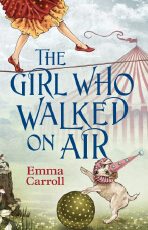 THE
GIRL WHO
WALKED
ON AIR
Emma
Carroll